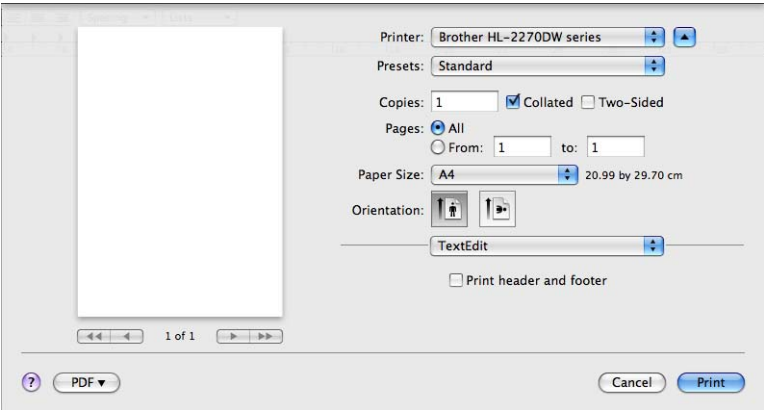 Spacing Lists
Printer: Brother HL-2270DW series
Presets: Standard
Copies: 1 Collated Two-Sided
Pages: All
From: 1 to: 1
Paper Size: A4 20.99 by 29.70 cm
Orientation:
TextEdit
Print header and footer
1 of 1
? PDF▼ Cancel Print